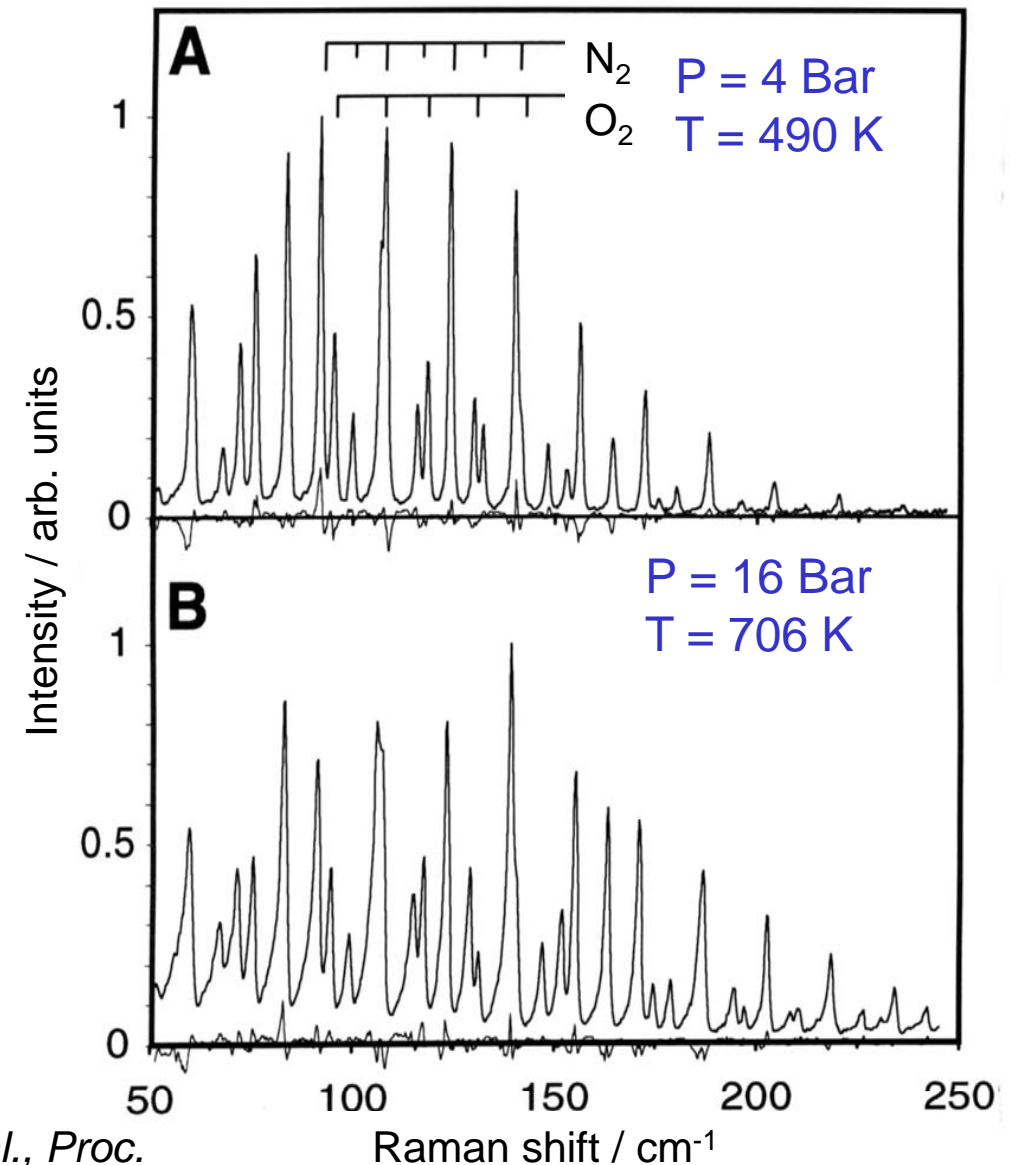 A
N2
P = 4 Bar
O2
T = 490 K
1
0.5
0
Intensity / arb. units
B
P = 16 Bar
T = 706 K
1
0.5
0
50 100 150 200 250
l., Proc.
Raman shift / cm-1